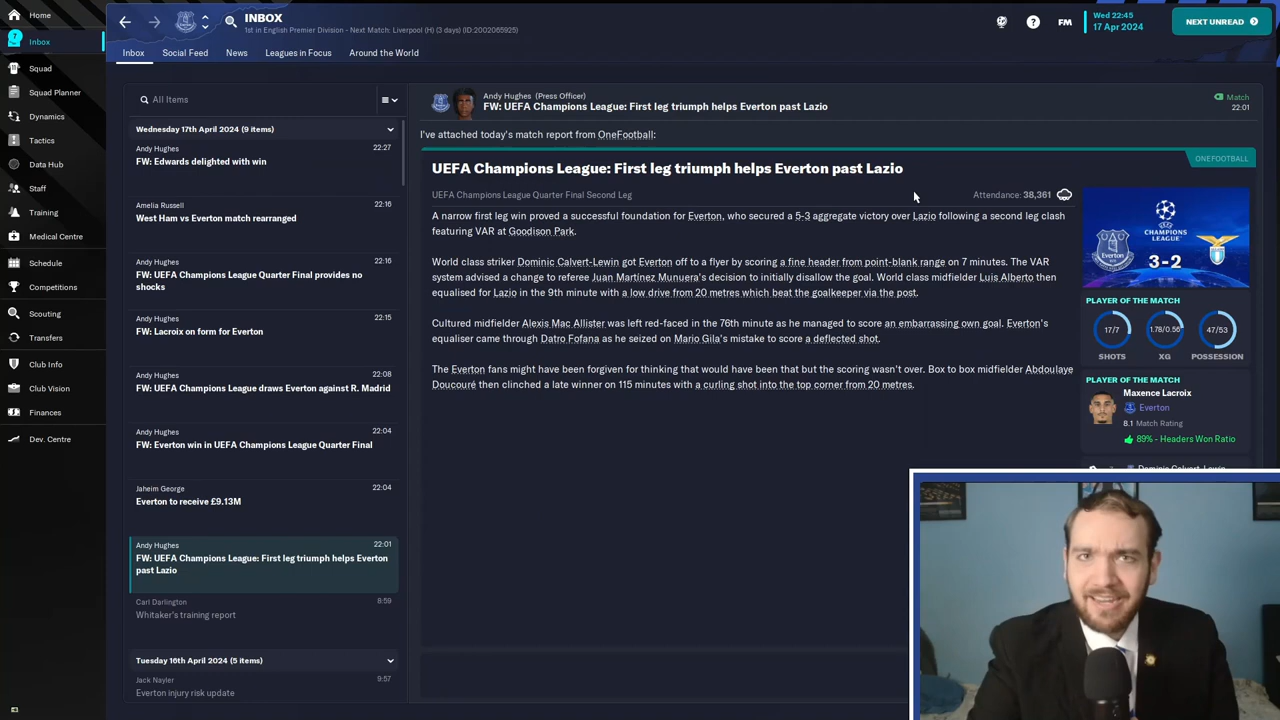 Home
Inbox
7
Squad
Squad Planner
Dynamics
Tactics
Data Hub
Staff
Training
Medical Centre
Schedule
Competitions
Scouting
Transfers
Club Info
Club Vision
Finances
Dev. Centre
INBOX
1st in English Premier Division - Next Match: Liverpool (H) (3 days) (ID:2002065925)
FM
Wed 22:45
17 Apr 2024
NEXT UNREAD
Inbox
Social Feed
News
Leagues in Focus
Around the World
All Items
Wednesday 17th April 2024 (9 items)
Andy Hughes 22:27
FW: Edwards delighted with win
Amelia Russell 22:16
West Ham vs Everton match rearranged
Andy Hughes 22:16
FW: UEFA Champions League Quarter Final provides no
shocks
Andy Hughes 22:15
FW: Lacroix on form for Everton
Andy Hughes 22:08
FW: UEFA Champions League draws Everton against R. Madrid
Andy Hughes 22:04
FW: Everton win in UEFA Champions League Quarter Final
Jaheim George 22:04
Everton to receive £9.13M
Andy Hughes 22:01
FW: UEFA Champions League: First leg triumph helps Everton
past Lazio
Carl Darlington 8:59
Whitaker's training report
Tuesday 16th April 2024 (5 items)
Jack Nayler 9:57
Everton injury risk update
Andy Hughes (Press Officer)
FW: UEFA Champions League: First leg triumph helps Everton past Lazio
Match
22:01
I've attached today's match report from OneFootball:
ONEFOOTBALL
UEFA Champions League: First leg triumph helps Everton past Lazio
UEFA Champions League Quarter Final Second Leg
Attendance: 38,361
A narrow first leg win proved a successful foundation for Everton, who secured a 5-3 aggregate victory over Lazio following a second leg clash
featuring VAR at Goodison Park.
World class striker Dominic Calvert-Lewin got Everton off to a flyer by scoring a fine header from point-blank range on 7 minutes. The VAR
system advised a change to referee Juan Martínez Munuera's decision to initially disallow the goal. World class midfielder Luis Alberto then
equalised for Lazio in the 9th minute with a low drive from 20 metres which beat the goalkeeper via the post.
Cultured midfielder Alexis Mac Allister was left red-faced in the 76th minute as he managed to score an embarrassing own goal. Everton's
equaliser came through Datro Fofana as he seized on Mario Gila's mistake to score a deflected shot.
The Everton fans might have been forgiven for thinking that would have been that but the scoring wasn't over. Box to box midfielder Abdoulaye
Doucouré then clinched a late winner on 115 minutes with a curling shot into the top corner from 20 metres.
CHAMPIONS
LEAGUE
3-2
PLAYER OF THE MATCH
17/7
1.78/0.56
47/53
SHOTS
XG
POSSESSION
PLAYER OF THE MATCH
Maxence Lacroix
Everton
8.1 Match Rating
89% - Headers Won Ratio
Dominic Calvert-Lewin